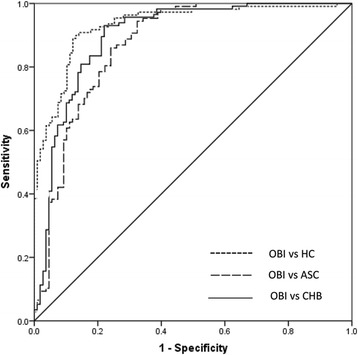 1.0
0.8
0.6
0.4
0.2
0.0
Sensitivity
OBI vs HC
OBI vs ASC
OBI vs CHB
0.0 0.2 0.4 0.6 0.8 1.0
1 - Specificity